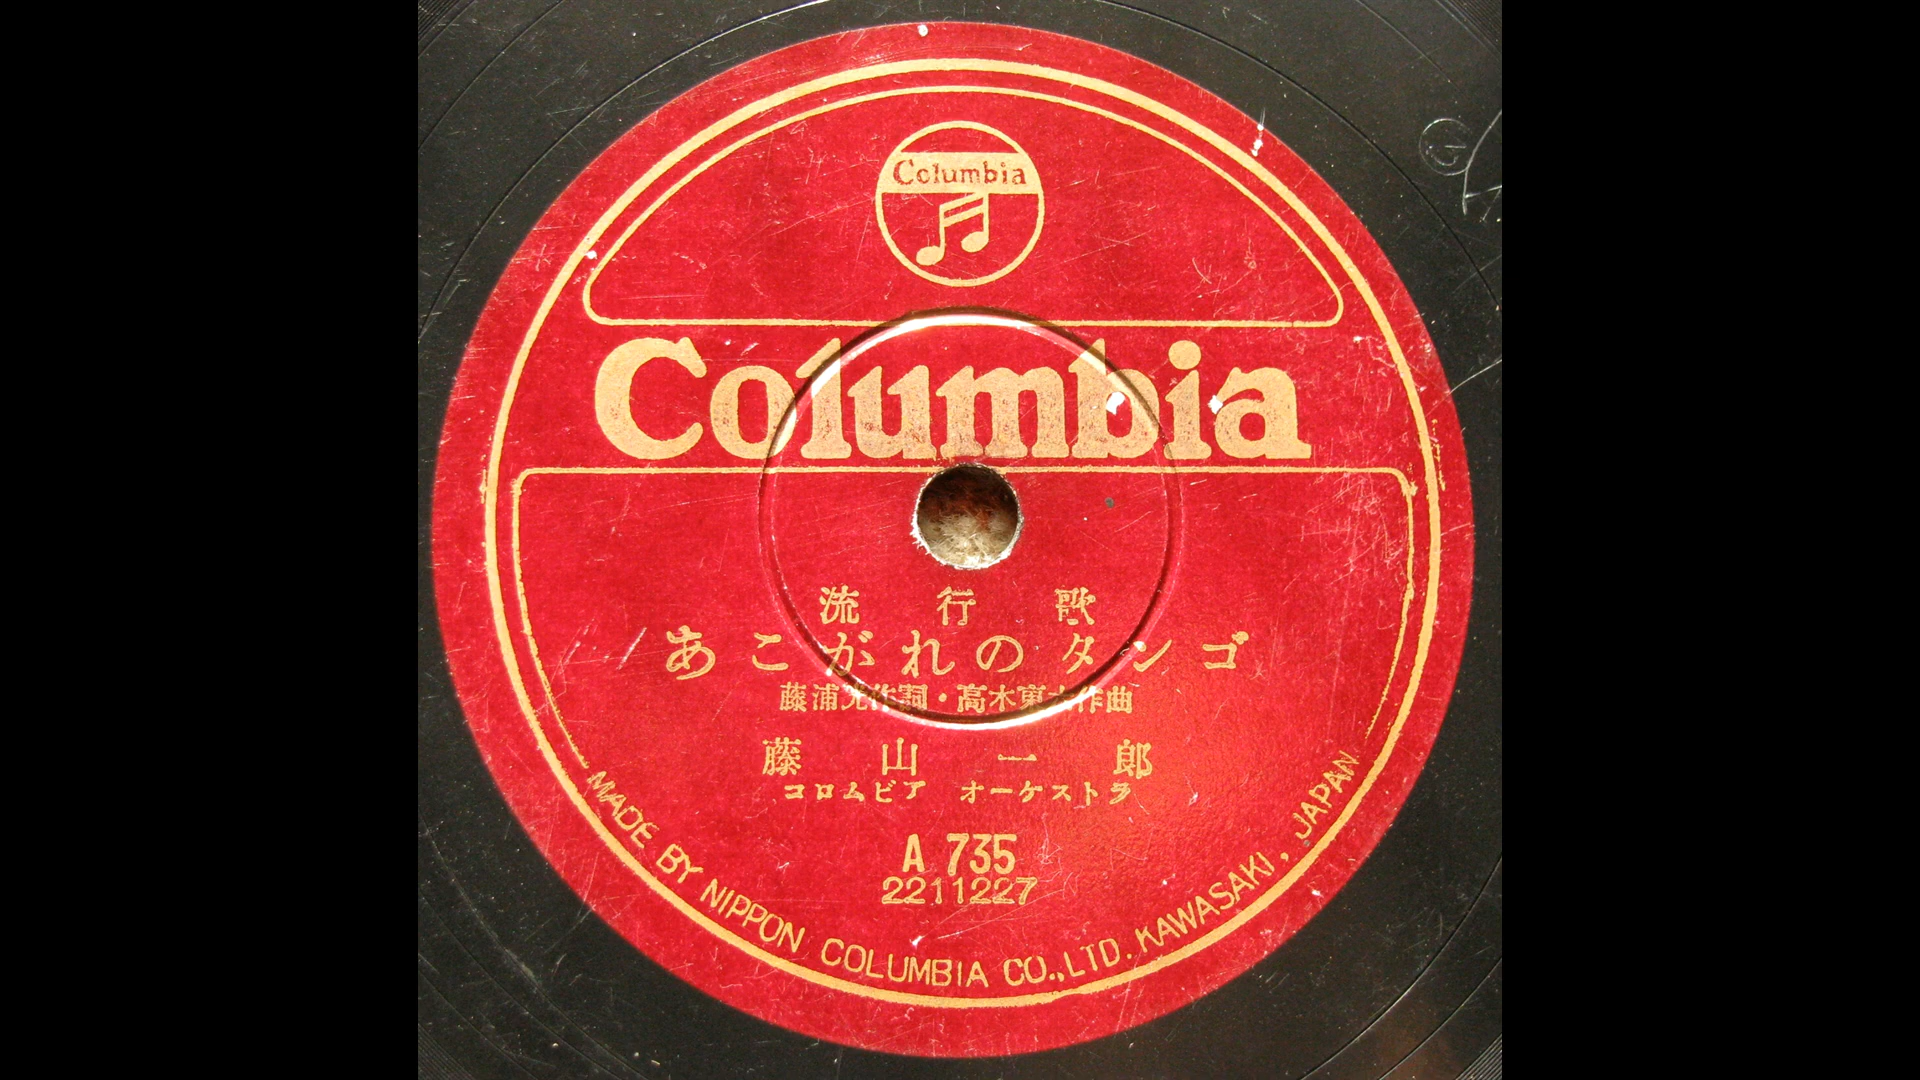 Columbia
Columbia
流行歌
あこがれのタンゴ
藤浦光作詞・高木東六作曲
藤山一郎
コロムビア オーケストラ
A 735
2211227
MADE BY NIPPON COLUMBIA CO., LTD. KAWASAKI, JAPAN